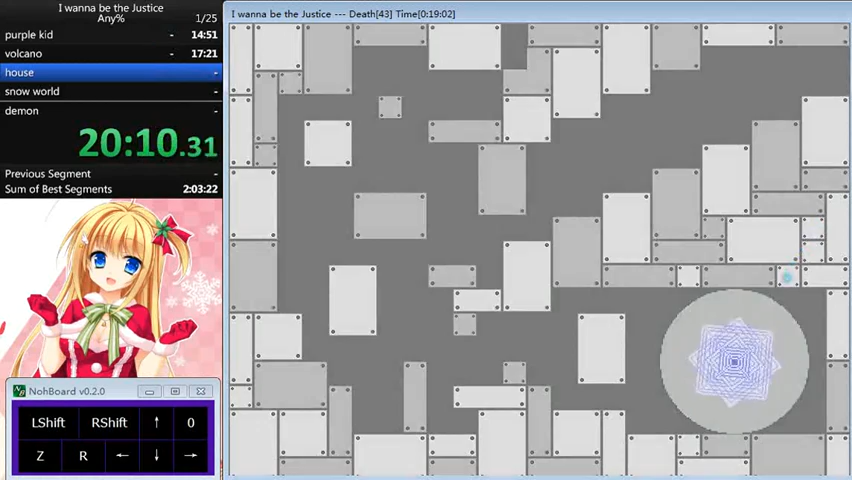 I wanna be the Justice
Any% 1/25
purple kid - 14:51
volcano - 17:21
house -
snow world -
demon -
20:10.31
Previous Segment -
Sum of Best Segments 2:03:22
I wanna be the Justice --- Death[43] Time[0:19:02]
NohBoard v0.2.0
LShift RShift ↑ 0
Z R ← ↓ →